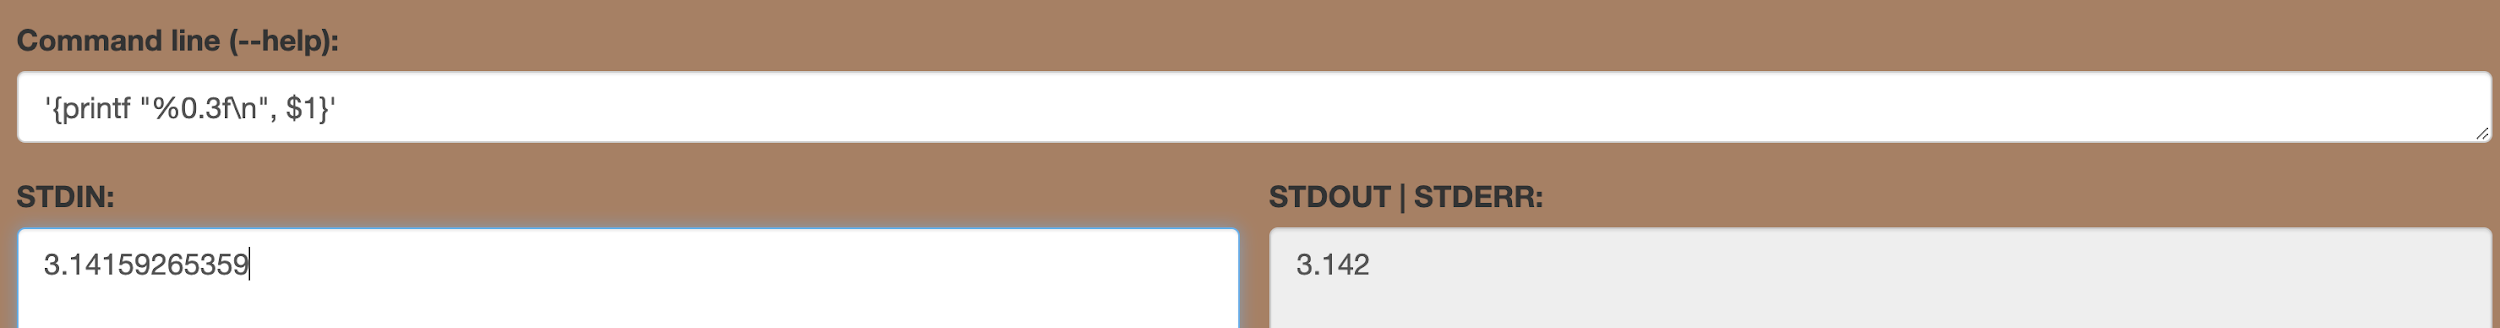 Command line (--help):
'{printf "%0.3f\n", $1}'
STDIN:
3.14159265359
STDOUT | STDERR:
3.142